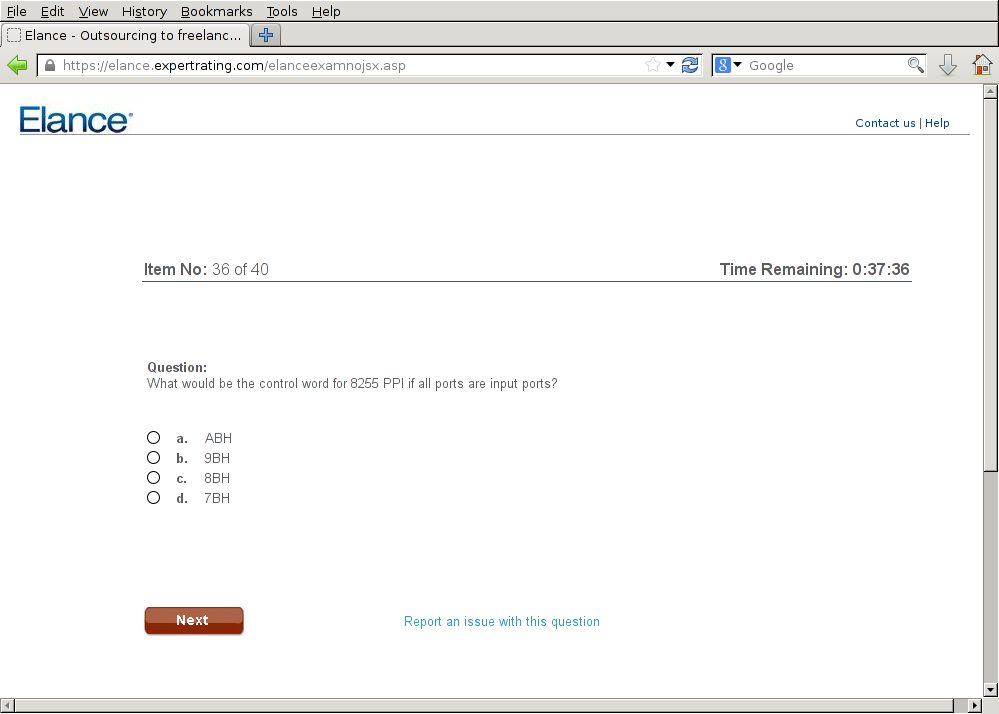 File Edit View History Bookmarks Tools Help
Elance - Outsourcing to freelanc...
https://elance.expertrating.com/elanceexamnojsx.asp
8 Google
Elance
Contact us | Help
Item No: 36 of 40
Time Remaining: 0:37:36
Question:
What would be the control word for 8255 PPI if all ports are input ports?
a. ABH
b. 9BH
c. 8BH
d. 7BH
Next
Report an issue with this question